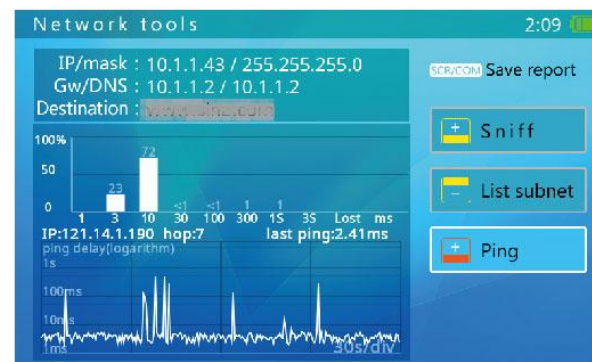 Network tools 2:09
IP/mask : 10.1.1.43 / 255.255.255.0
Gw/DNS : 10.1.1.2 / 10.1.1.2
Destination :
SCR/COM Save report
+ Sniff
- List subnet
+ Ping
100%
50
0
23 72 <1 <1 1 1
1 3 10 30 100 300 1S 3S Lost ms
IP:121.14.1.190 hop:7 last ping:2.41ms
ping delay(logarithm)
1s
100ms
10ms
1ms 30s/div